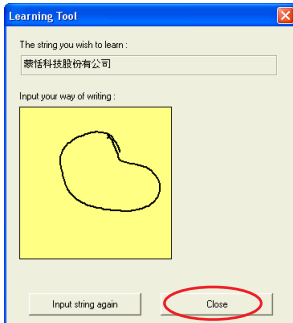 Learning Tool
The string you wish to learn :
蒙恬科技股份有公司
Input your way of writing :
Input string again
Close